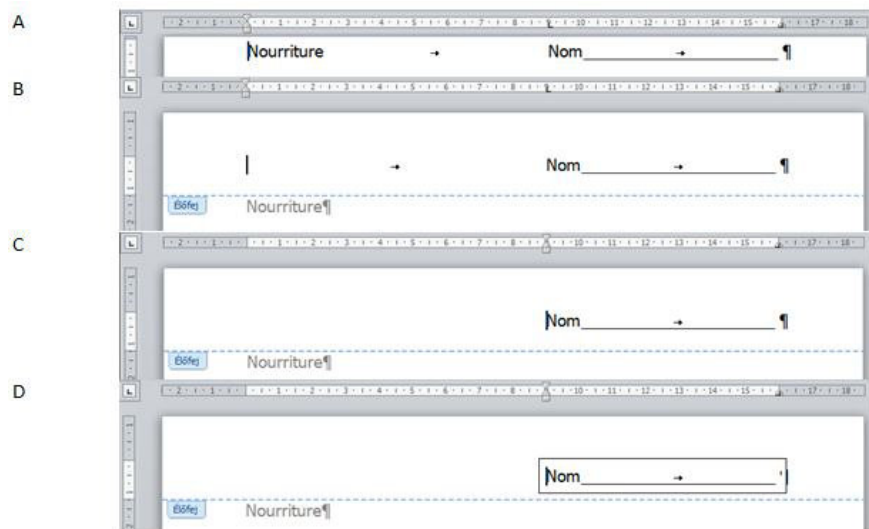 A
Nourriture → Nom → ¶
B
→ Nom → ¶
Élőfej Nourriture¶
C
Nom → ¶
Élőfej Nourriture¶
D
Nom →
Élőfej Nourriture¶